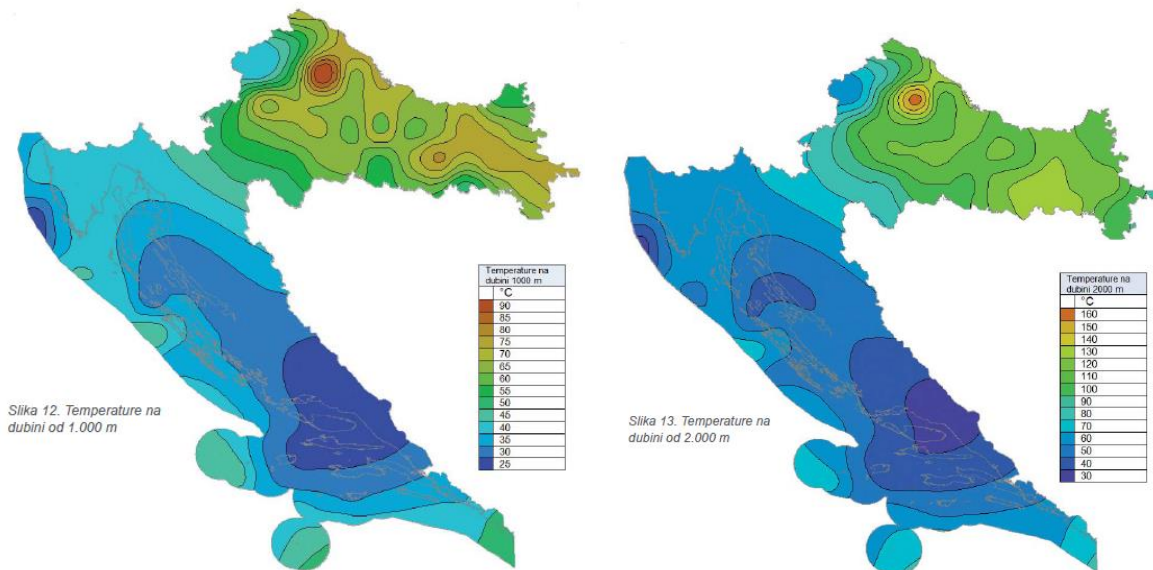 Temperature na
dubini 1000 m
°C
90
85
80
75
70
65
60
55
50
45
40
35
30
25
Slika 12. Temperature na
dubini od 1.000 m
Temperature na
dubini 2000 m
°C
160
150
140
130
120
110
100
90
80
70
60
50
40
30
Slika 13. Temperature na
dubini od 2.000 m